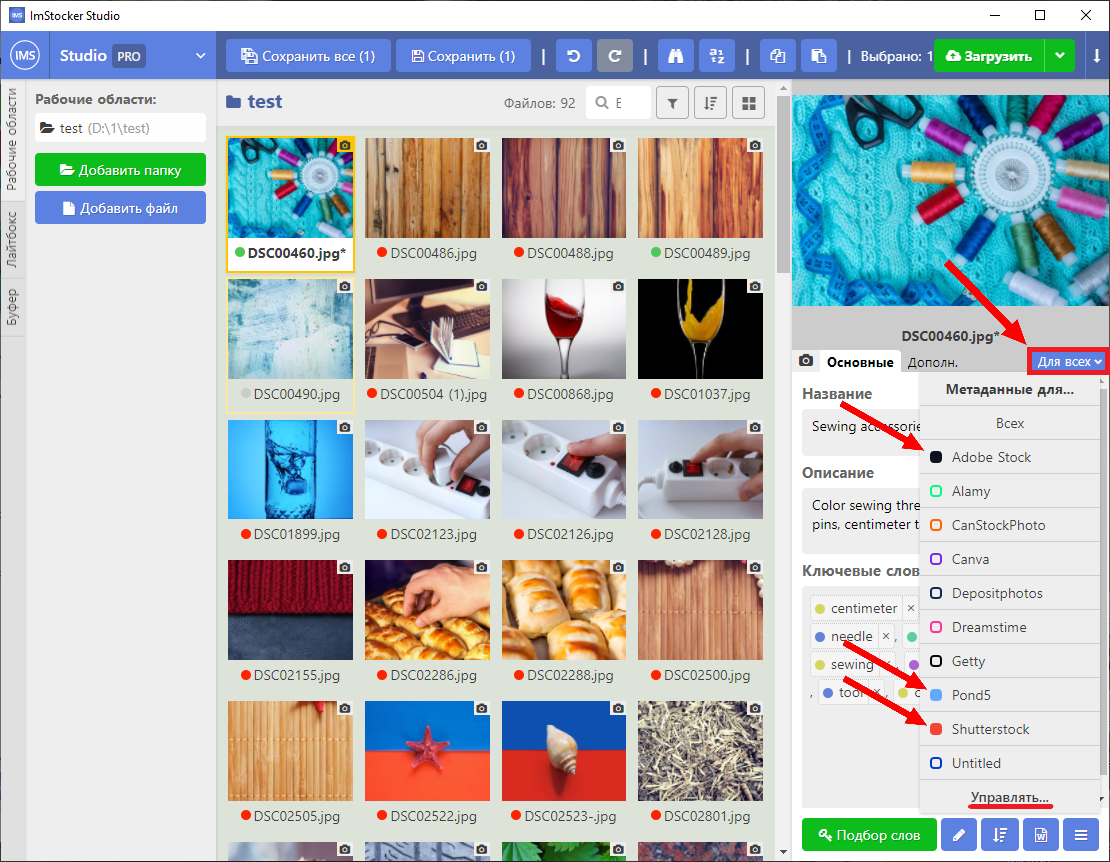 ImStocker Studio
IMS Studio PRO
Сохранить все (1)
Сохранить (1)
Выбрано: 1
Загрузить
Рабочие области
Лайтбокс
Буфер
Рабочие области:
test (D:\1\test)
Добавить папку
Добавить файл
test
Файлов: 92
DSC00460.jpg*
DSC00486.jpg
DSC00488.jpg
DSC00489.jpg
DSC00490.jpg
DSC00504 (1).jpg
DSC00868.jpg
DSC01037.jpg
DSC01899.jpg
DSC02123.jpg
DSC02126.jpg
DSC02128.jpg
DSC02155.jpg
DSC02286.jpg
DSC02288.jpg
DSC02500.jpg
DSC02505.jpg
DSC02522.jpg
DSC02523-.jpg
DSC02801.jpg
DSC00460.jpg*
Основные
Дополн.
Для всех
Название
Sewing accessorie
Описание
Color sewing thre
pins, centimeter t
Ключевые слов
centimeter ×
needle ×,
sewing
, tool ×,
Метаданные для...
Всех
Adobe Stock
Alamy
CanStockPhoto
Canva
Depositphotos
Dreamstime
Getty
Pond5
Shutterstock
Untitled
Управлять...
Подбор слов